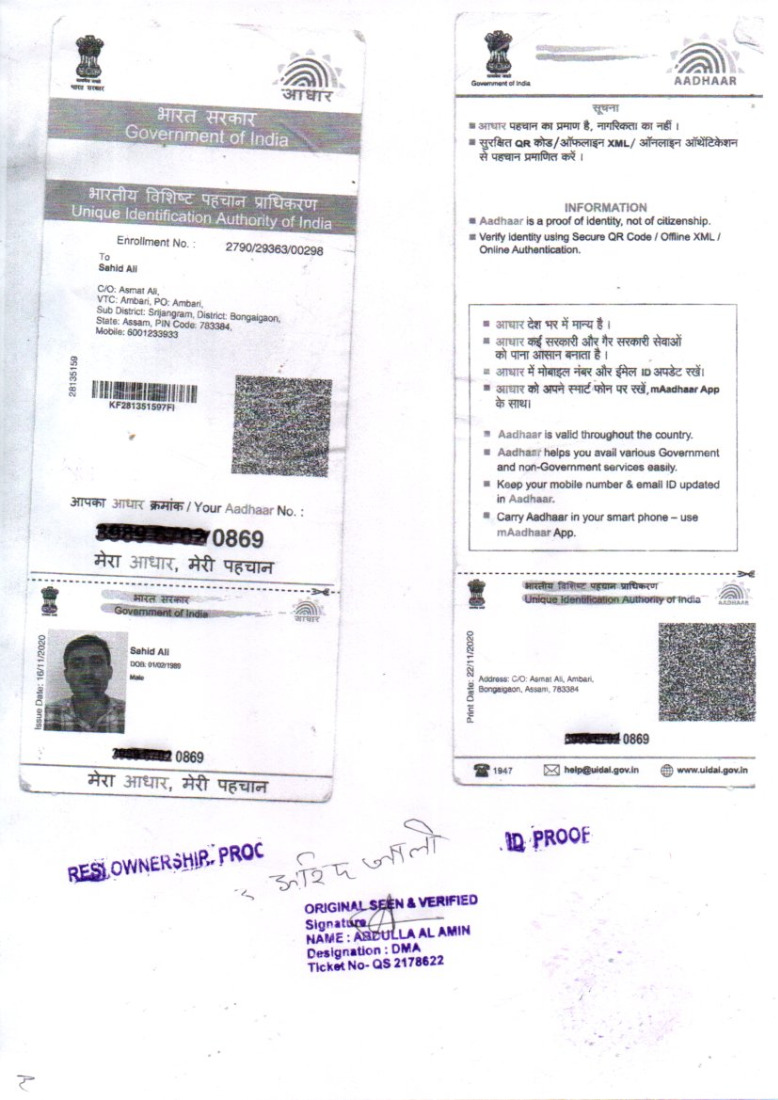 भारत सरकार
आधार
भारत सरकार
Government of India
भारतीय विशिष्ट पहचान प्राधिकरण
Unique Identification Authority of India
Enrollment No. : 2790/29363/00298
To
Sahid Ali
C/O: Asmat Ali,
VTC: Ambari, PO: Ambari,
Sub District: Srijangram, District: Bongaigaon,
State: Assam, PIN Code: 783384,
Mobile: 6001233933
28135159
KF281351597FI
आपका आधार क्रमांक / Your Aadhaar No. :
0869
मेरा आधार, मेरी पहचान
भारत सरकार
Government of India
आधार
Issue Date: 16/11/2020
Sahid Ali
DOB: 01/02/1989
Male
0869
मेरा आधार, मेरी पहचान
Government of India
AADHAAR
सूचना
■ आधार पहचान का प्रमाण है, नागरिकता का नहीं ।
■ सुरक्षित QR कोड/ऑफलाइन XML/ ऑनलाइन ऑथेंटिकेशन
से पहचान प्रमाणित करें ।
INFORMATION
■ Aadhaar is a proof of identity, not of citizenship.
■ Verify identity using Secure QR Code / Offline XML /
Online Authentication.
■ आधार देश भर में मान्य है ।
■ आधार कई सरकारी और गैर सरकारी सेवाओं
को पाना आसान बनाता है ।
■ आधार में मोबाइल नंबर और ईमेल ID अपडेट रखें।
■ आधार को अपने स्मार्ट फोन पर रखें, mAadhaar App
के साथ।
■ Aadhaar is valid throughout the country.
■ Aadhaar helps you avail various Government
and non-Government services easily.
■ Keep your mobile number & email ID updated
in Aadhaar.
■ Carry Aadhaar in your smart phone – use
mAadhaar App.
भारतीय विशिष्ट पहचान प्राधिकरण
Unique Identification Authority of India
AADHAAR
Print Date: 22/11/2020
Address: C/O: Asmat Ali, Ambari,
Bongaigaon, Assam, 783384
0869
1947 help@uidai.gov.in www.uidai.gov.in
RESI OWNERSHIP PROC
আলী
ID PROOF
ORIGINAL SEEN & VERIFIED
Signature
NAME : ABDULLA AL AMIN
Designation : DMA
Ticket No- QS 2178622